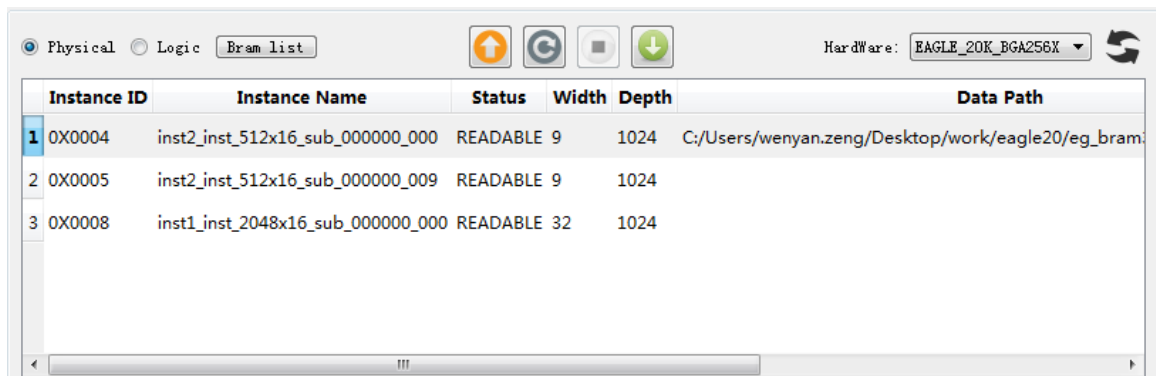 Physical Logic Bram list HardWare: EAGLE_20K_BGA256X
Instance ID Instance Name Status Width Depth Data Path
1 0X0004 inst2_inst_512x16_sub_000000_000 READABLE 9 1024 C:/Users/wenyan.zeng/Desktop/work/eagle20/eg_bram
2 0X0005 inst2_inst_512x16_sub_000000_009 READABLE 9 1024
3 0X0008 inst1_inst_2048x16_sub_000000_000 READABLE 32 1024